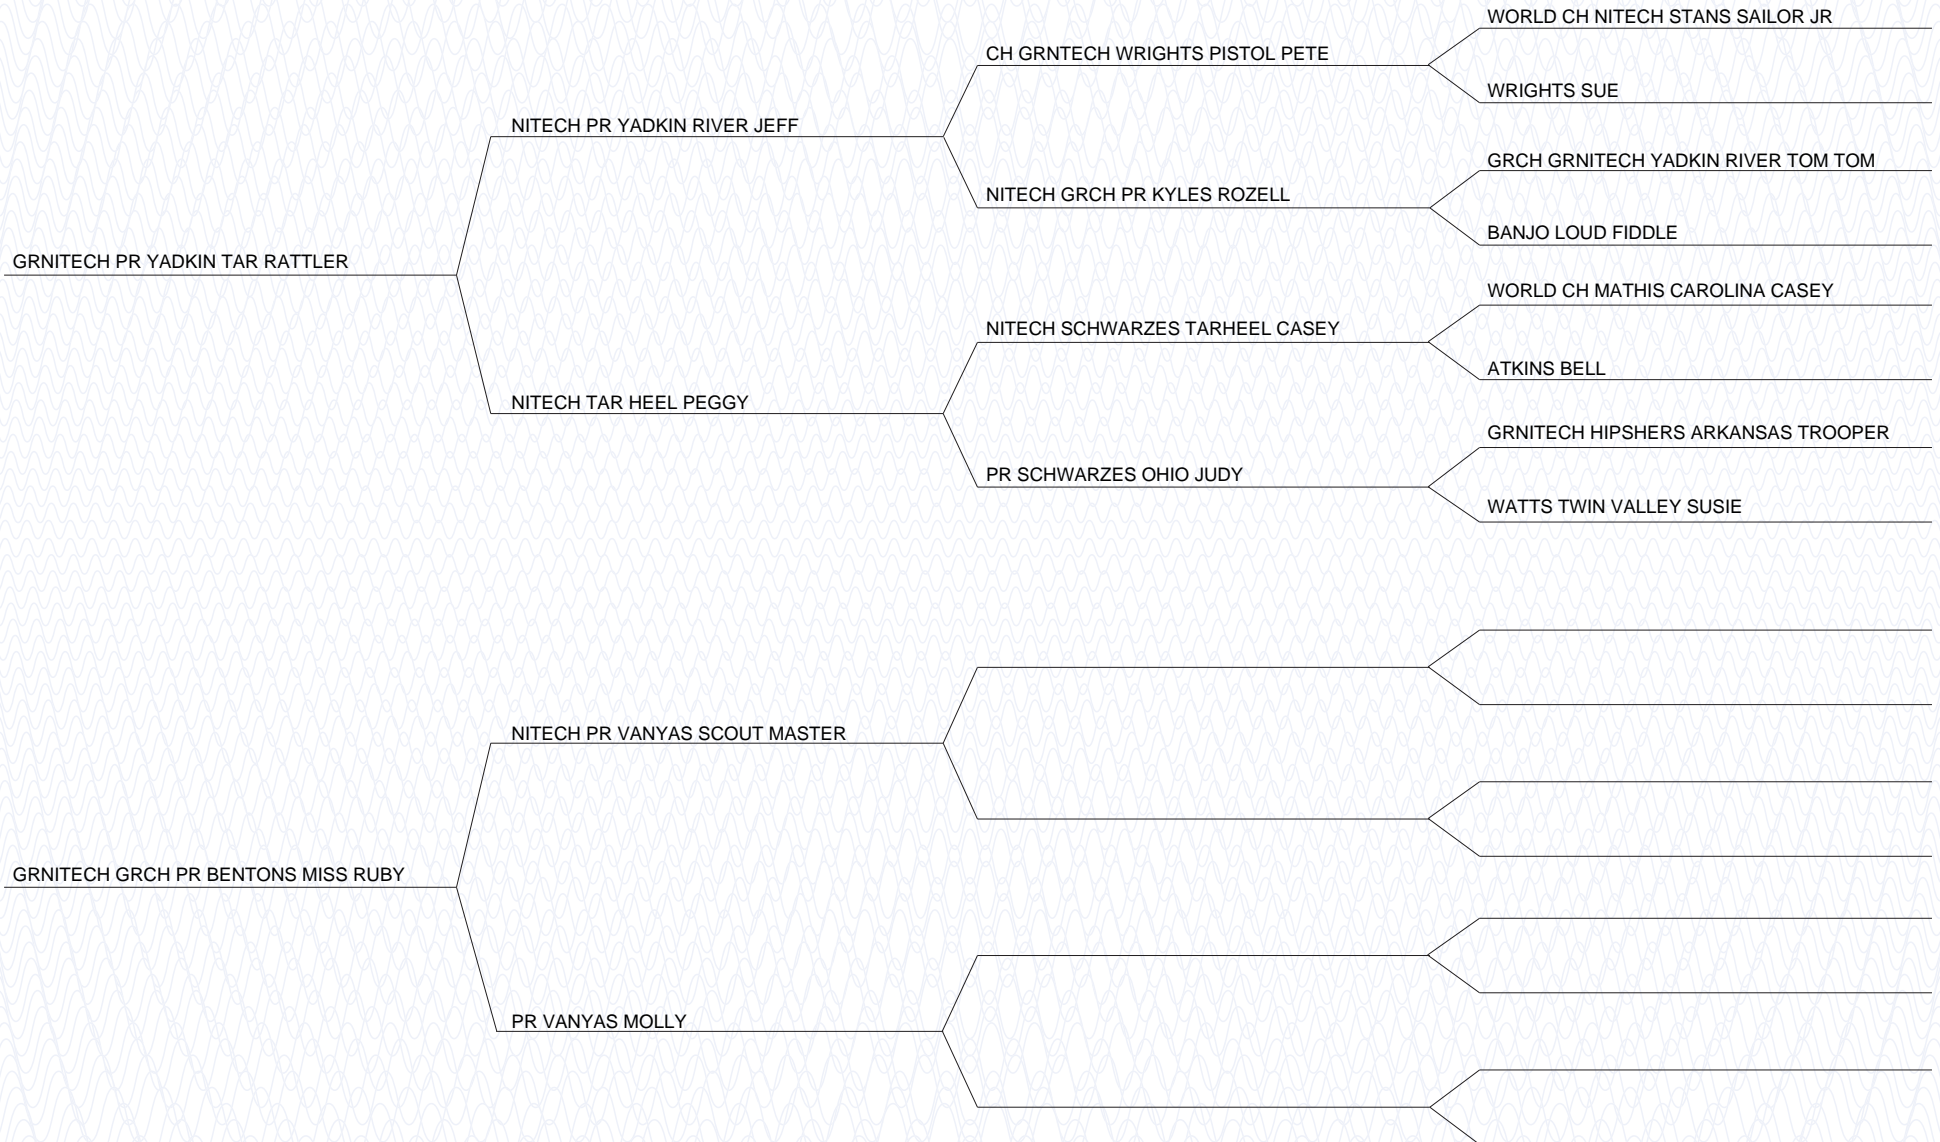 WORLD CH NITECH STANS SAILOR JR
CH GRNTECH WRIGHTS PISTOL PETE
WRIGHTS SUE
NITECH PR YADKIN RIVER JEFF
GRCH GRNITECH YADKIN RIVER TOM TOM
NITECH GRCH PR KYLES ROZELL
BANJO LOUD FIDDLE
GRNITECH PR YADKIN TAR RATTLER
WORLD CH MATHIS CAROLINA CASEY
NITECH SCHWARZES TARHEEL CASEY
ATKINS BELL
NITECH TAR HEEL PEGGY
GRNITECH HIPSHERS ARKANSAS TROOPER
PR SCHWARZES OHIO JUDY
WATTS TWIN VALLEY SUSIE
NITECH PR VANYAS SCOUT MASTER
GRNITECH GRCH PR BENTONS MISS RUBY
PR VANYAS MOLLY